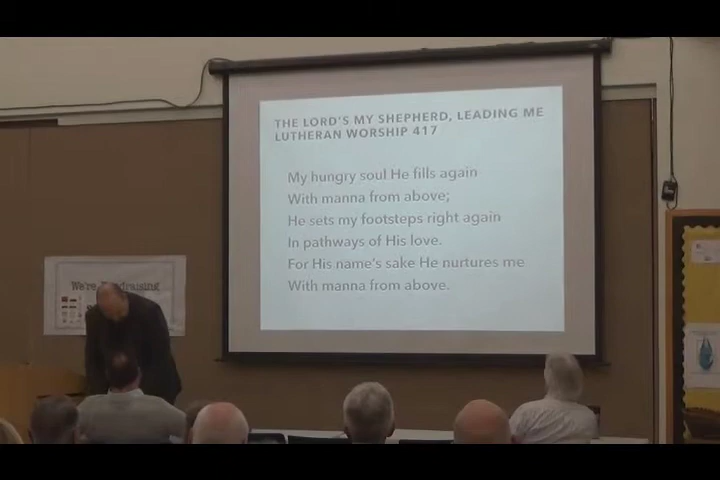 THE LORD'S MY SHEPHERD, LEADING ME
LUTHERAN WORSHIP 417
My hungry soul He fills again
With manna from above;
He sets my footsteps right again
In pathways of His love.
For His name's sake He nurtures me
With manna from above.
We're